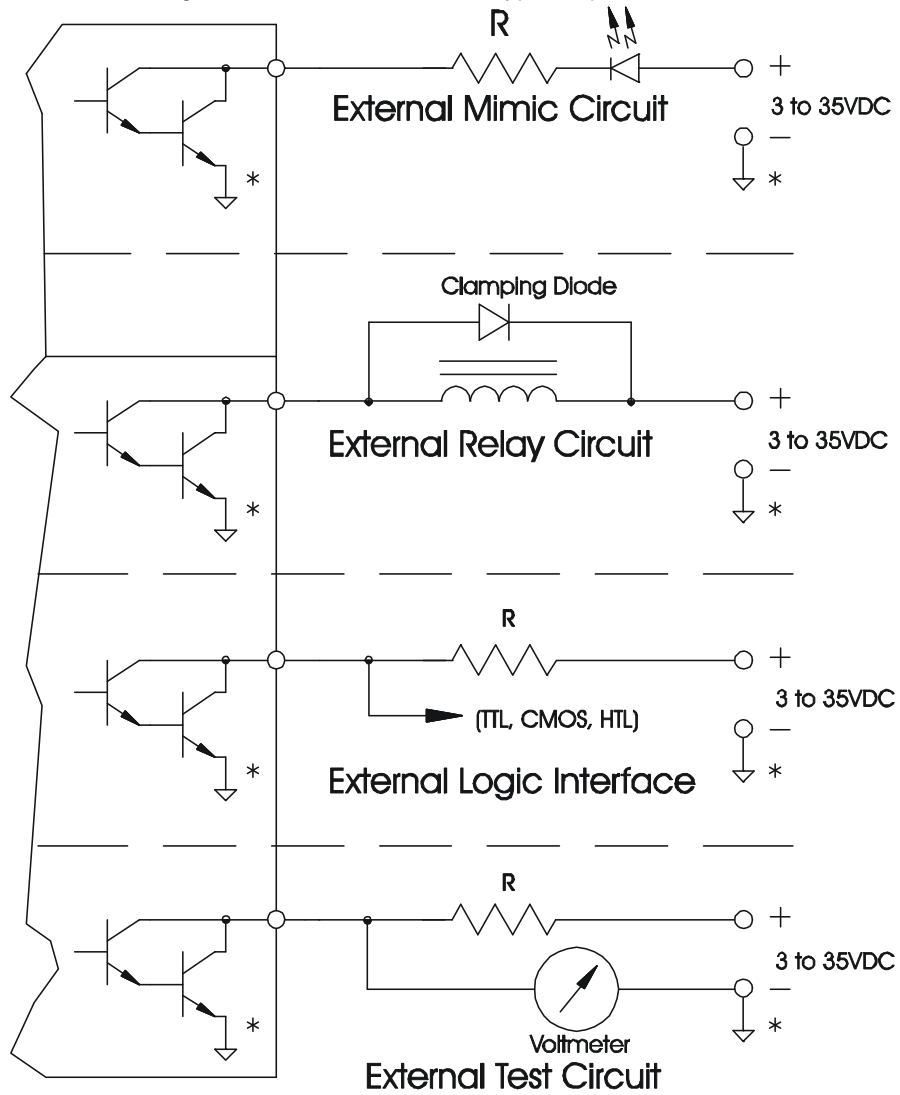 R
External Mimic Circuit
+
3 to 35VDC
−
*
*
Clamping Diode
+
External Relay Circuit
3 to 35VDC
−
*
*
R
+
3 to 35VDC
(TTL, CMOS, HTL)
−
*
*
External Logic Interface
R
+
3 to 35VDC
−
*
*
Voltmeter
External Test Circuit